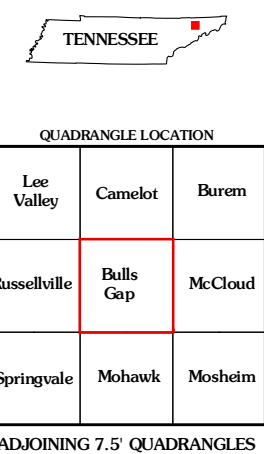 TENNESSEE
QUADRANGLE LOCATION
Lee
Valley
Camelot
Burem
Russellville
Bulls
Gap
McCloud
Springvale
Mohawk
Mosheim
ADJOINING 7.5' QUADRANGLES